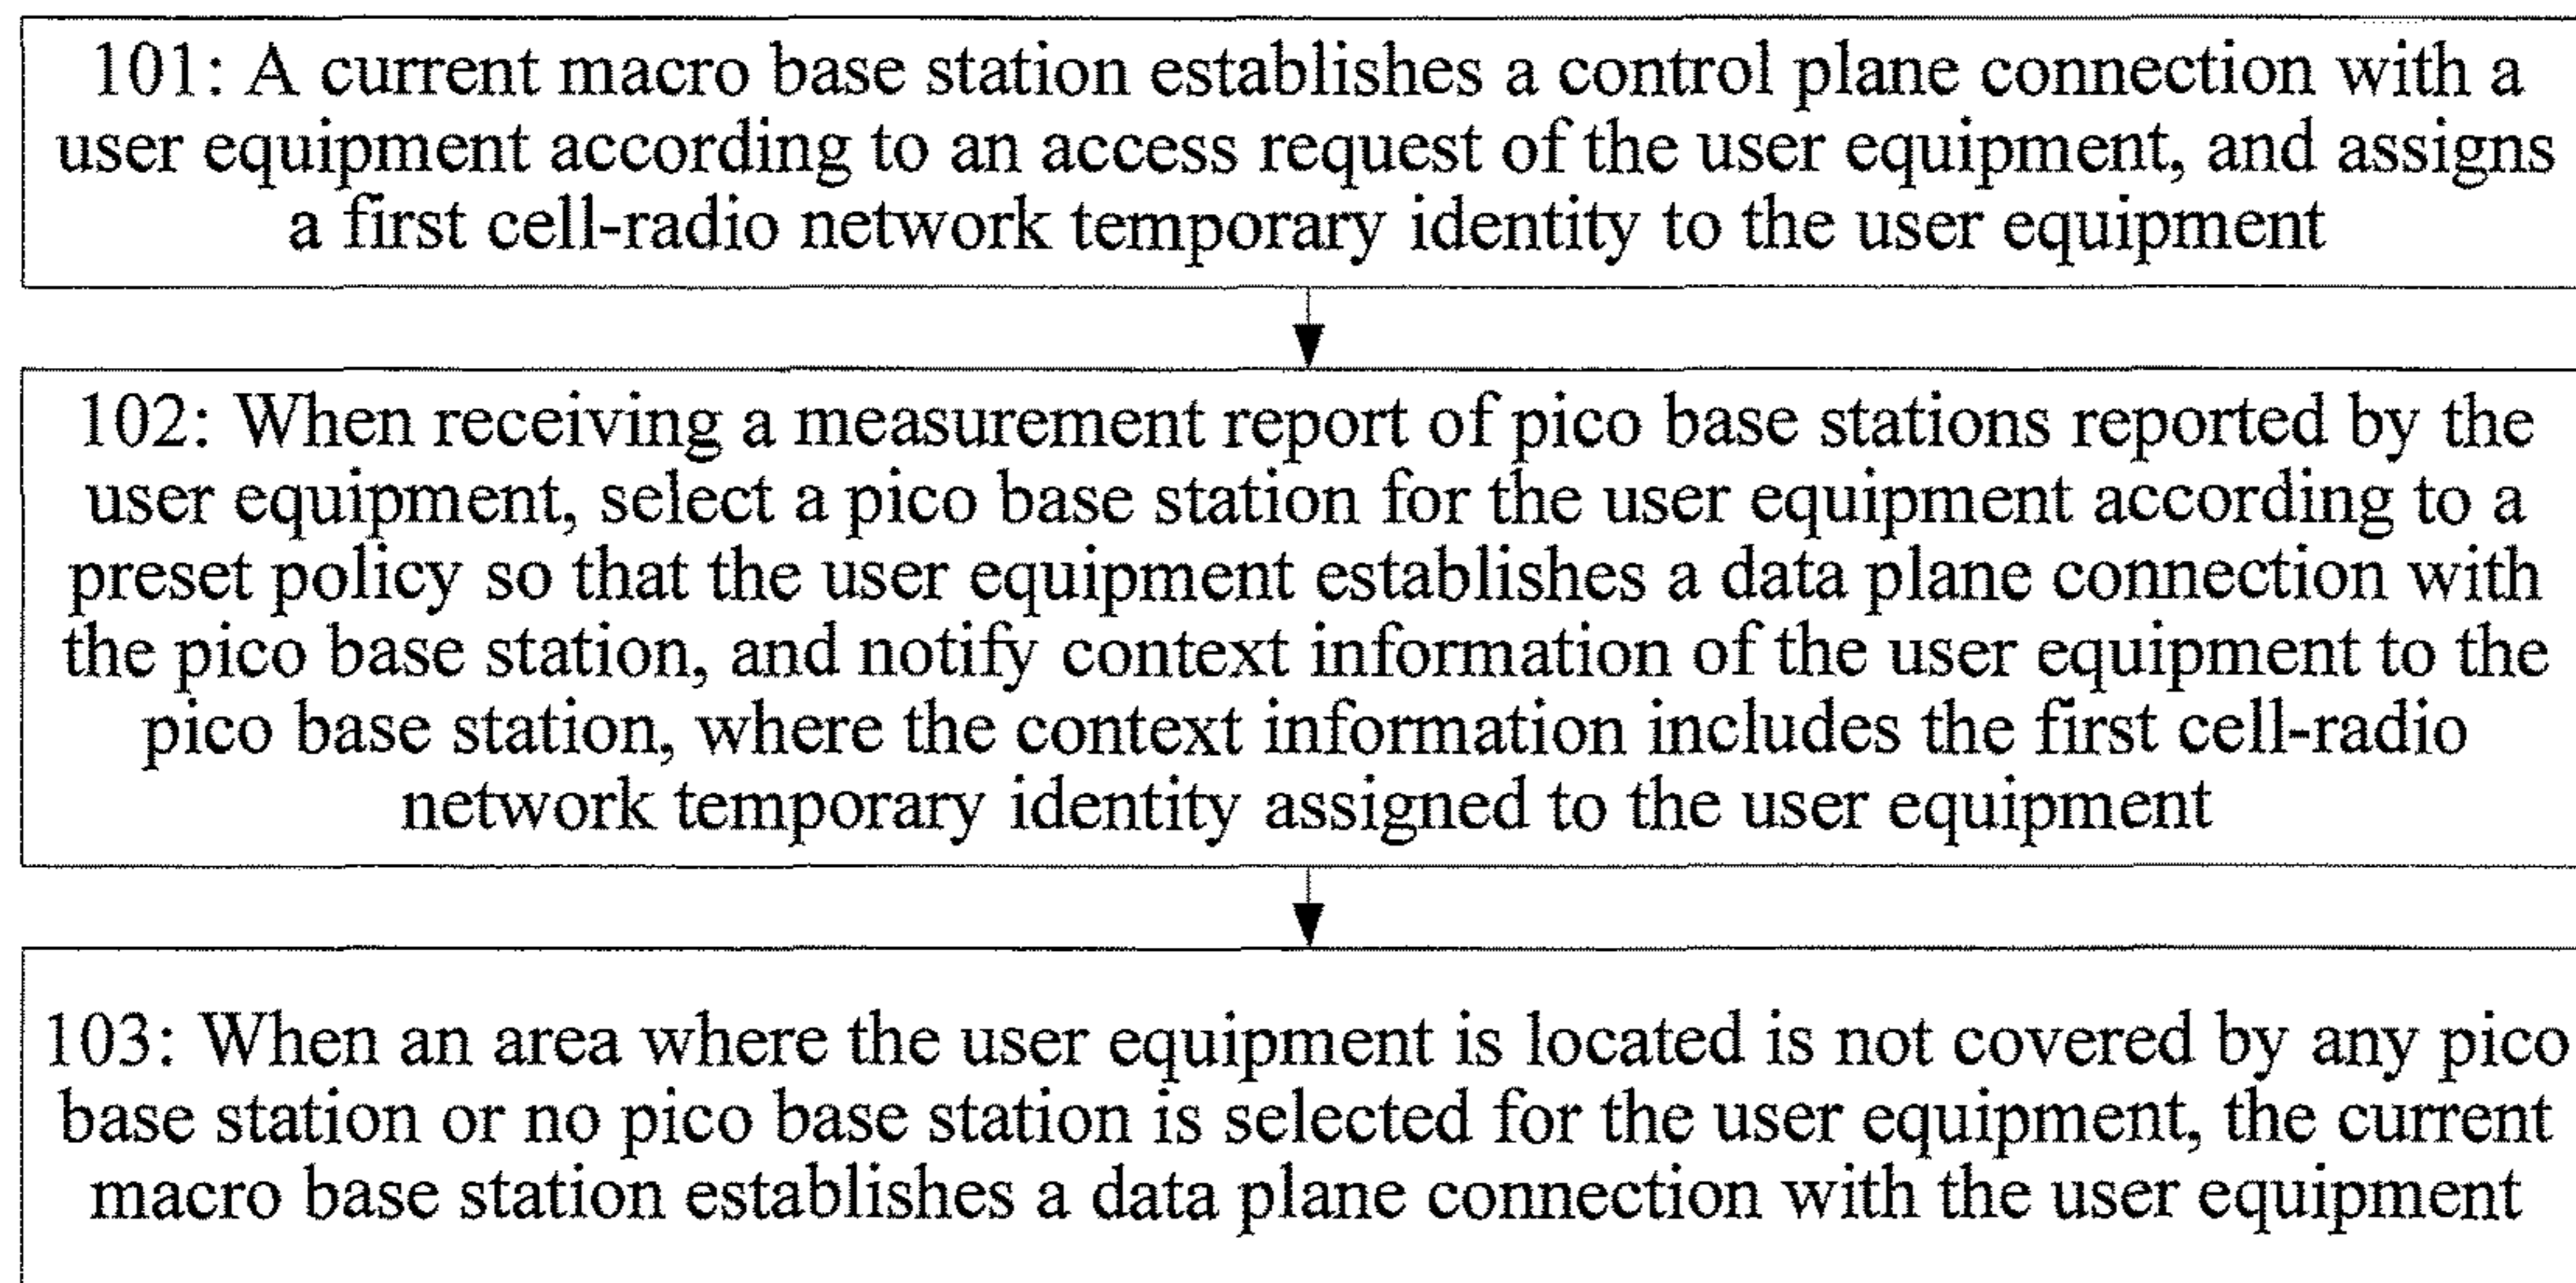 101: A current macro base station establishes a control plane connection with a
user equipment according to an access request of the user equipment, and assigns
a first cell-radio network temporary identity to the user equipment
102: When receiving a measurement report of pico base stations reported by the
user equipment, select a pico base station for the user equipment according to a
preset policy so that the user equipment establishes a data plane connection with
the pico base station, and notify context information of the user equipment to the
pico base station, where the context information includes the first cell-radio
network temporary identity assigned to the user equipment
103: When an area where the user equipment is located is not covered by any pico
base station or no pico base station is selected for the user equipment, the current
macro base station establishes a data plane connection with the user equipment